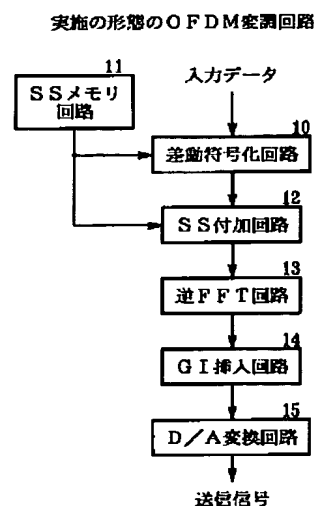 実施の形態のOFDM変調回路
11
SSメモリ
回路
入力データ
10
差動符号化回路
12
SS付加回路
13
逆FFT回路
14
GI挿入回路
15
D/A変換回路
送信信号